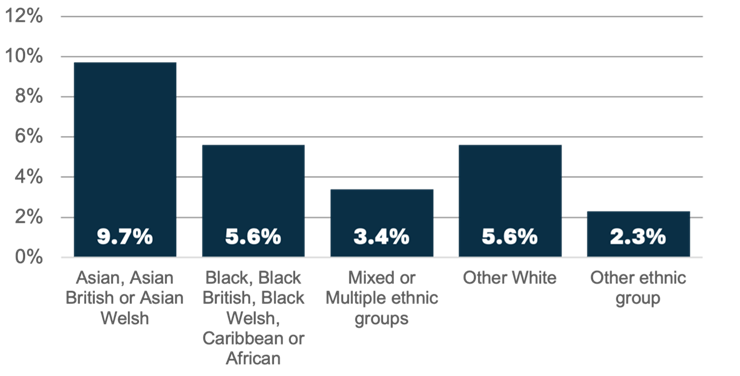 12%
10%
8%
6%
4%
2%
0%
9.7%
5.6%
3.4%
5.6%
2.3%
Asian, Asian
British or Asian
Welsh
Black, Black
British, Black
Welsh,
Caribbean or
African
Mixed or
Multiple ethnic
groups
Other White
Other ethnic
group